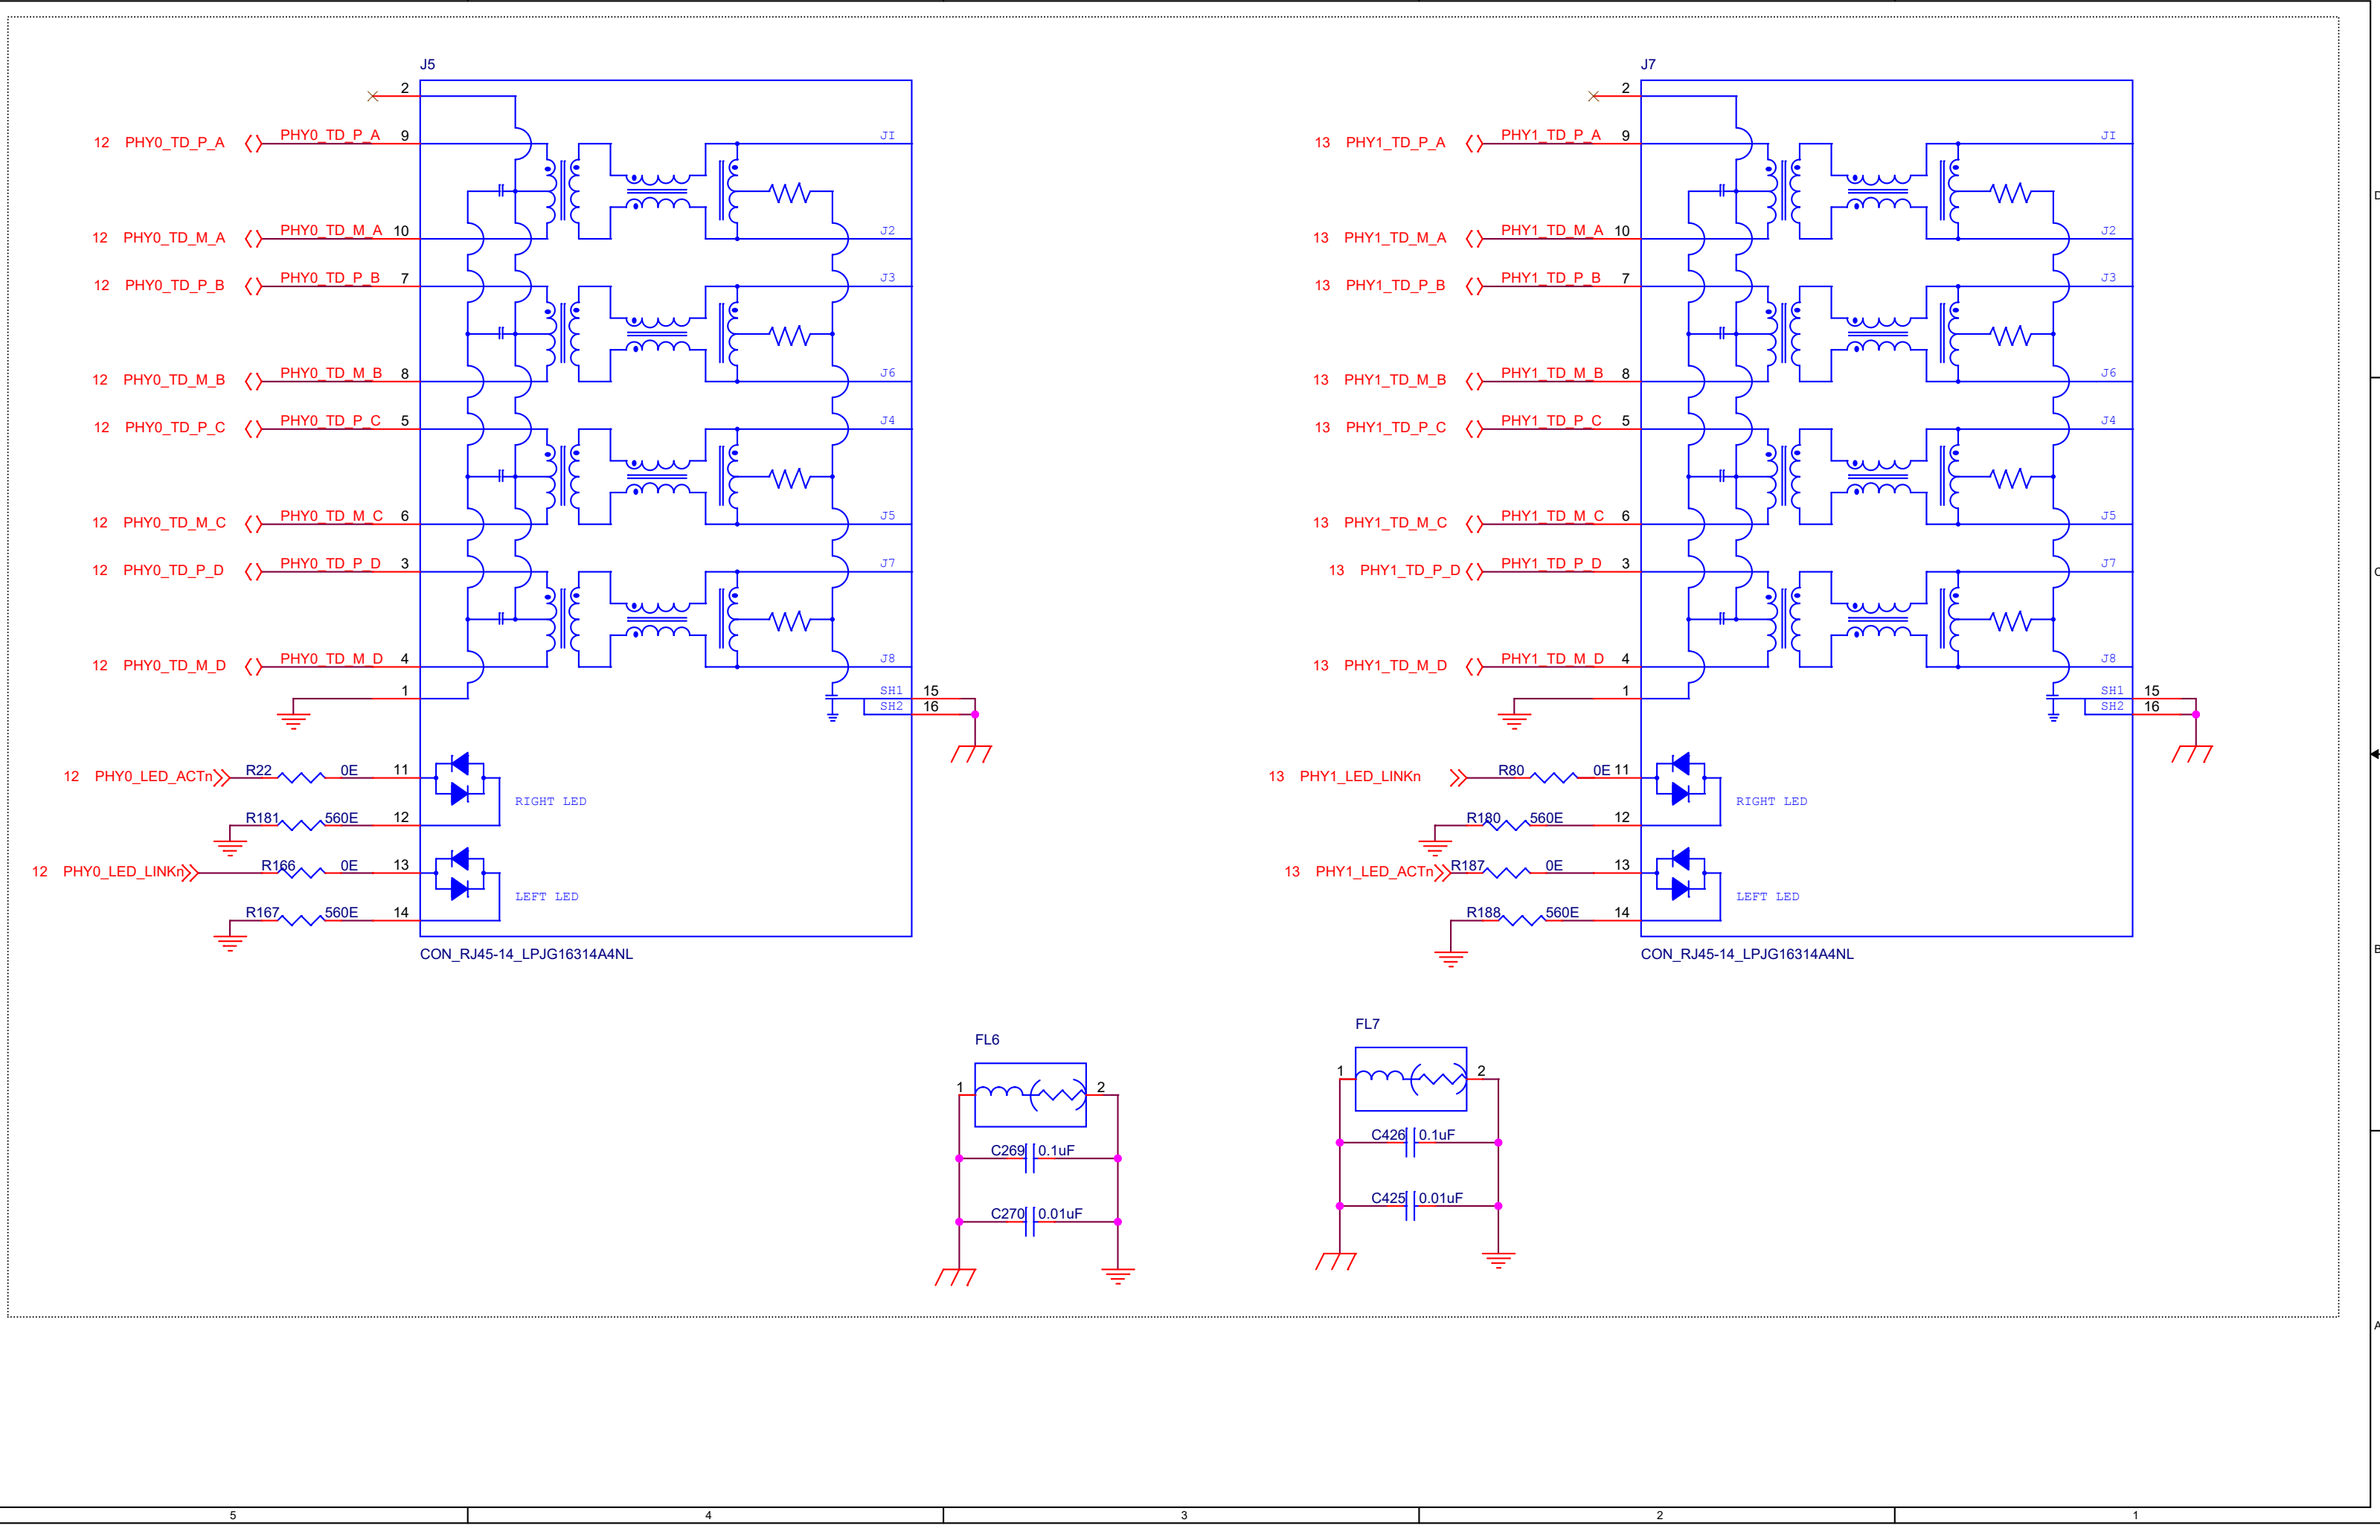 J5
2
12 PHY0_TD_P_A PHY0_TD_P_A 9 J1
12 PHY0_TD_M_A PHY0_TD_M_A 10 J2
12 PHY0_TD_P_B PHY0_TD_P_B 7 J3
12 PHY0_TD_M_B PHY0_TD_M_B 8 J6
12 PHY0_TD_P_C PHY0_TD_P_C 5 J4
12 PHY0_TD_M_C PHY0_TD_M_C 6 J5
12 PHY0_TD_P_D PHY0_TD_P_D 3 J7
12 PHY0_TD_M_D PHY0_TD_M_D 4 J8
1 SH1 15
SH2 16
12 PHY0_LED_ACTn R22 0E 11
RIGHT LED
R181 560E 12
12 PHY0_LED_LINKn R166 0E 13
LEFT LED
R167 560E 14
CON_RJ45-14_LPJG16314A4NL
J7
2
13 PHY1_TD_P_A PHY1_TD_P_A 9 J1
13 PHY1_TD_M_A PHY1_TD_M_A 10 J2
13 PHY1_TD_P_B PHY1_TD_P_B 7 J3
13 PHY1_TD_M_B PHY1_TD_M_B 8 J6
13 PHY1_TD_P_C PHY1_TD_P_C 5 J4
13 PHY1_TD_M_C PHY1_TD_M_C 6 J5
13 PHY1_TD_P_D PHY1_TD_P_D 3 J7
13 PHY1_TD_M_D PHY1_TD_M_D 4 J8
1 SH1 15
SH2 16
13 PHY1_LED_LINKn R80 0E 11
RIGHT LED
R180 560E 12
13 PHY1_LED_ACTn R187 0E 13
LEFT LED
R188 560E 14
CON_RJ45-14_LPJG16314A4NL
FL6
1 2
C269 0.1uF
C270 0.01uF
FL7
1 2
C426 0.1uF
C425 0.01uF
D
C
B
A
5 4 3 2 1